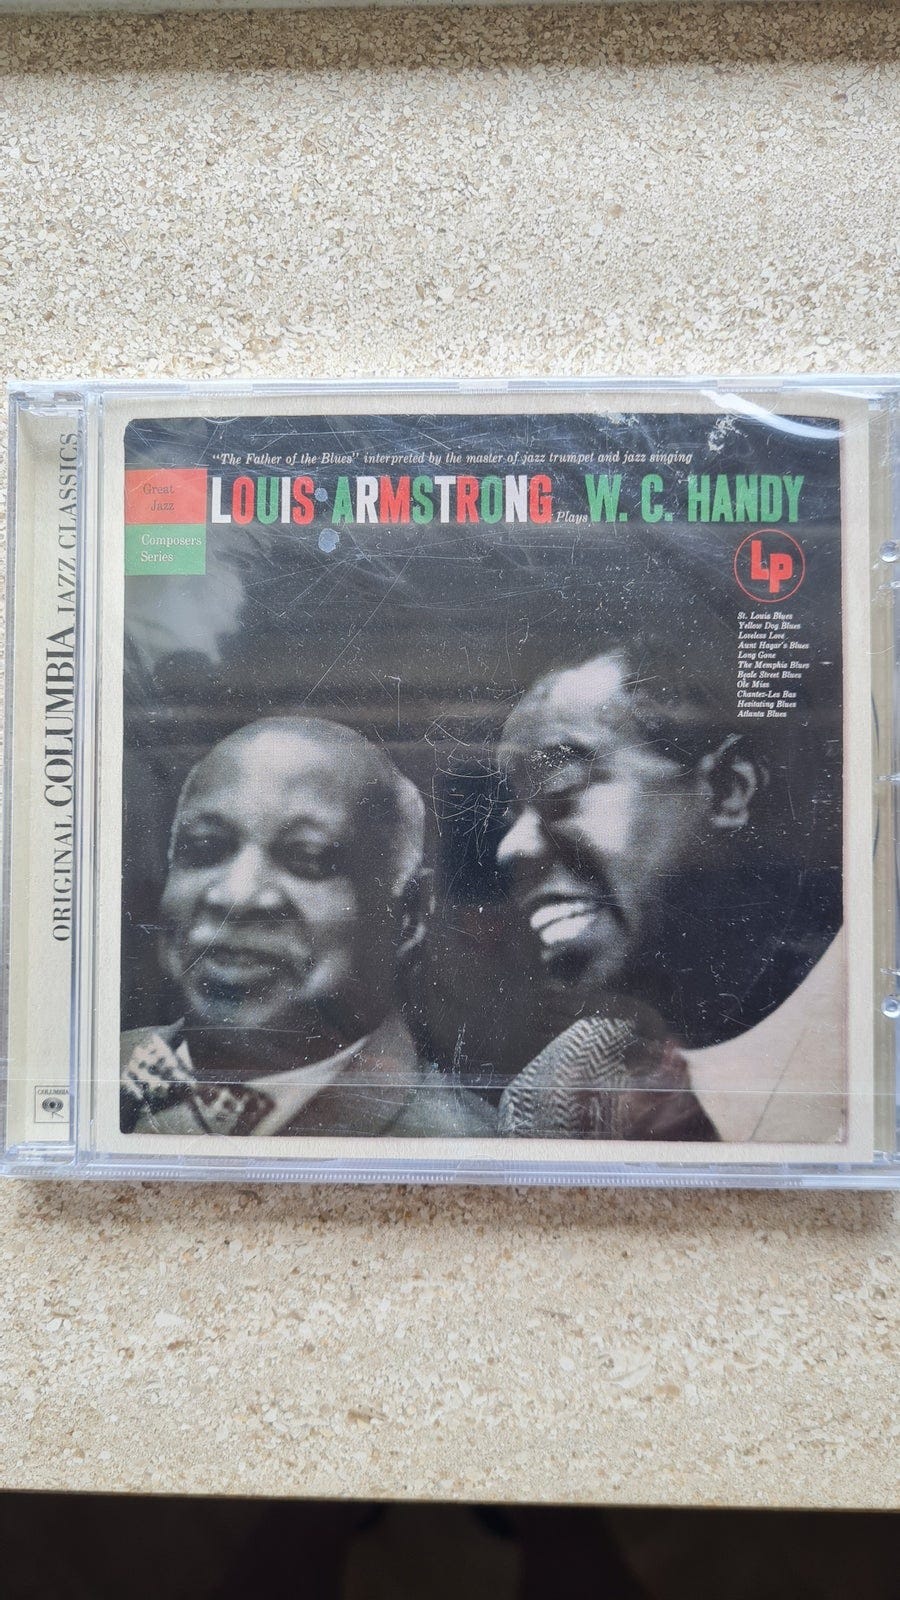 ORIGINAL COLUMBIA JAZZ CLASSICS
COLUMBIA
"The Father of the Blues" interpreted by the master of jazz trumpet and jazz singing
Great
Jazz
Composers
Series
LOUIS ARMSTRONG Plays W. C. HANDY
LP
St. Louis Blues
Yellow Dog Blues
Loveless Love
Aunt Hagar's Blues
Long Gone
The Memphis Blues
Beale Street Blues
Ole Miss
Chantez-Les Bas
Hesitating Blues
Atlanta Blues